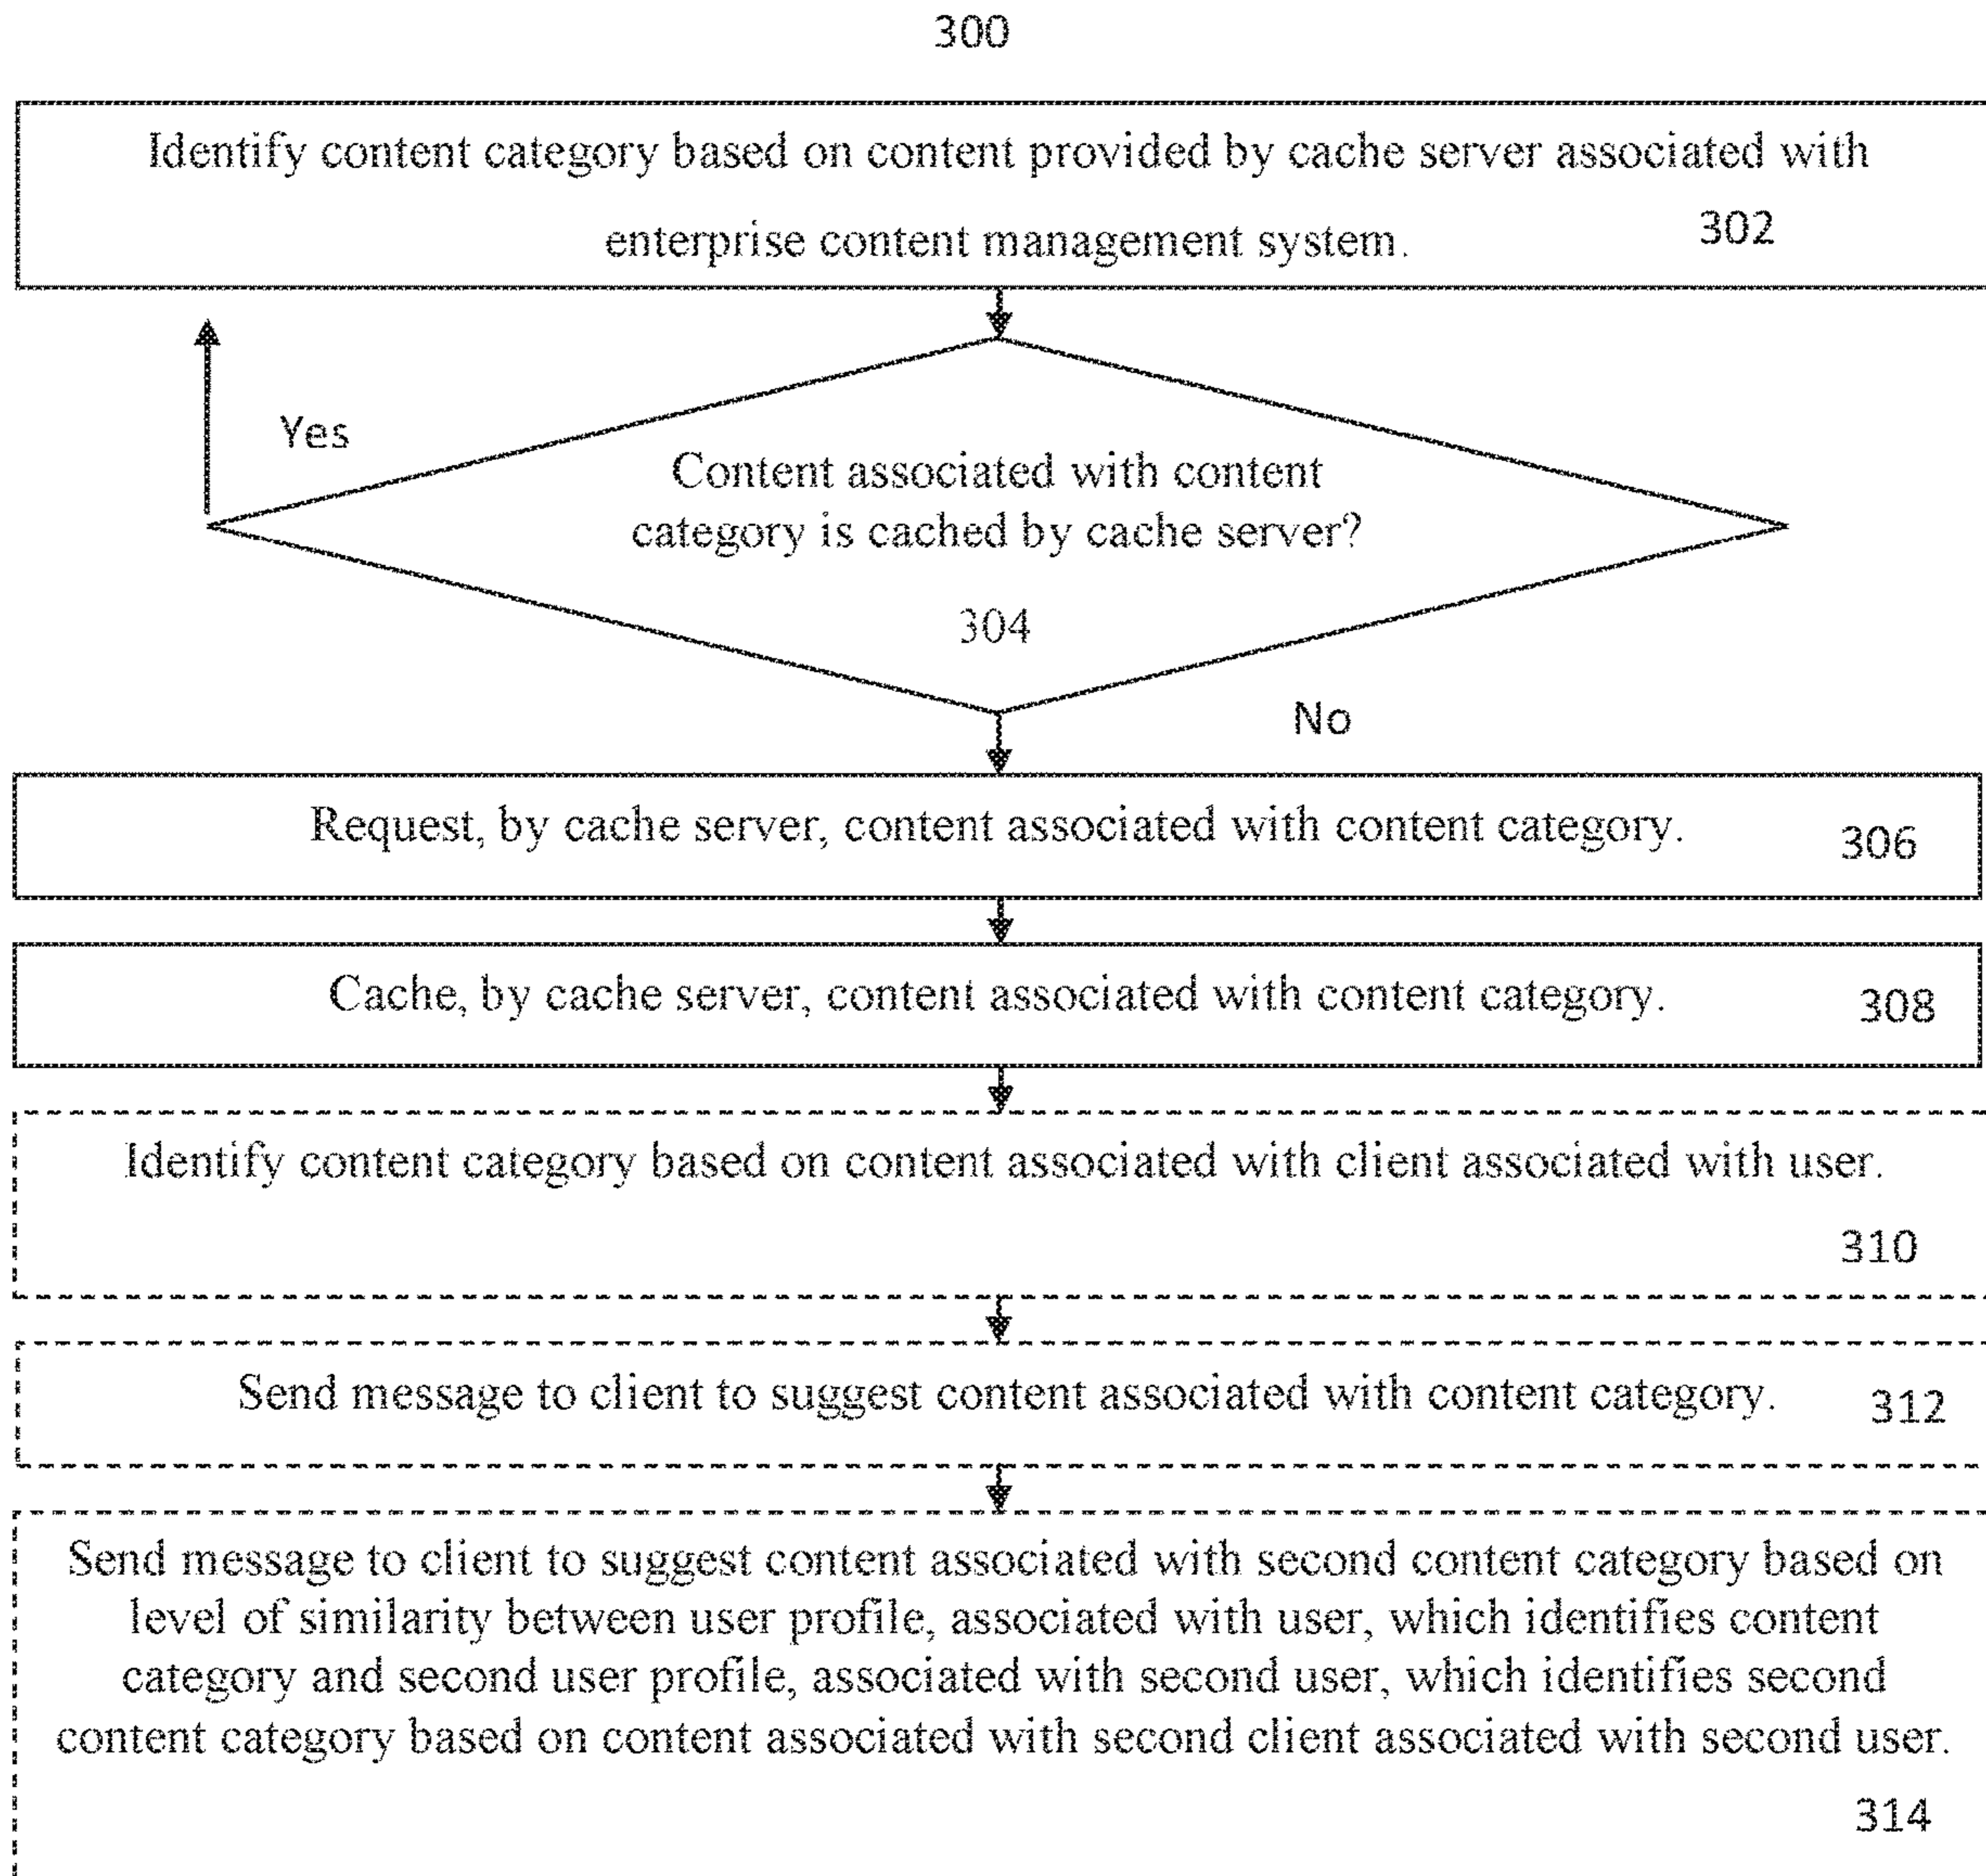 300
Identify content category based on content provided by cache server associated with
enterprise content management system.
302
Yes
Content associated with content
category is cached by cache server?
304
No
Request, by cache server, content associated with content category.
306
Cache, by cache server, content associated with content category.
308
Identify content category based on content associated with client associated with user.
310
Send message to client to suggest content associated with content category.
312
Send message to client to suggest content associated with second content category based on
level of similarity between user profile, associated with user, which identifies content
category and second user profile, associated with second user, which identifies second
content category based on content associated with second client associated with second user.
314